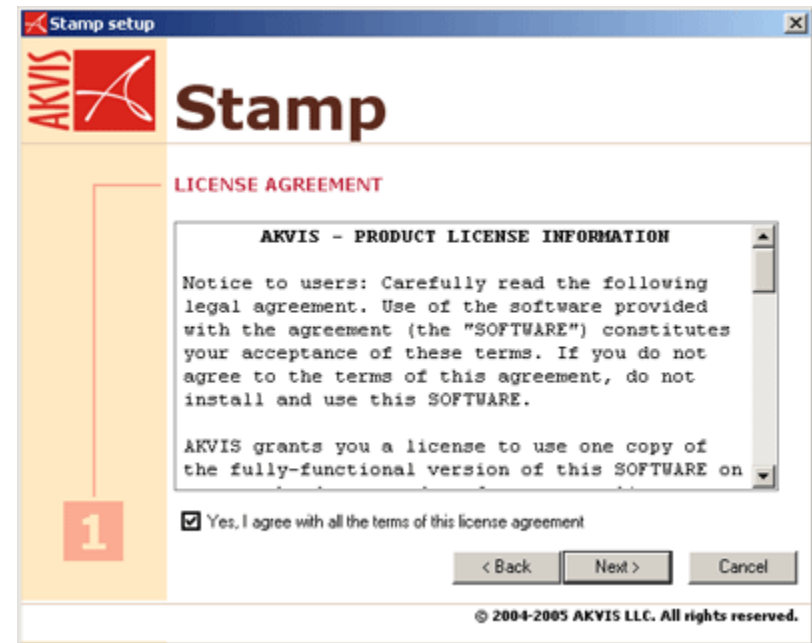 Stamp setup
AKVIS
Stamp
LICENSE AGREEMENT
AKVIS - PRODUCT LICENSE INFORMATION
Notice to users: Carefully read the following
legal agreement. Use of the software provided
with the agreement (the "SOFTWARE") constitutes
your acceptance of these terms. If you do not
agree to the terms of this agreement, do not
install and use this SOFTWARE.
AKVIS grants you a license to use one copy of
the fully-functional version of this SOFTWARE on
1
Yes, I agree with all the terms of this license agreement
< Back
Next >
Cancel
© 2004-2005 AKVIS LLC. All rights reserved.